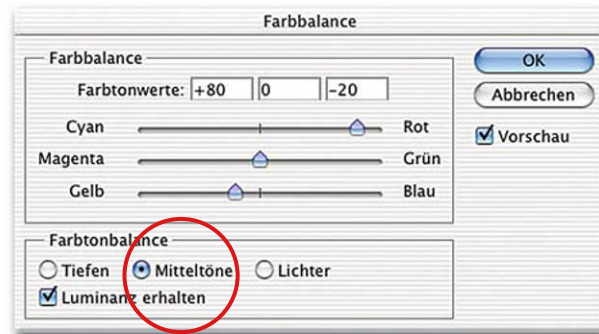 Farbbalance
Farbbalance
Farbtonwerte: +80 0 -20
Cyan Rot
Magenta Grün
Gelb Blau
Farbtonbalance
Tiefen Mitteltöne Lichter
Luminanz erhalten
OK
Abbrechen
Vorschau